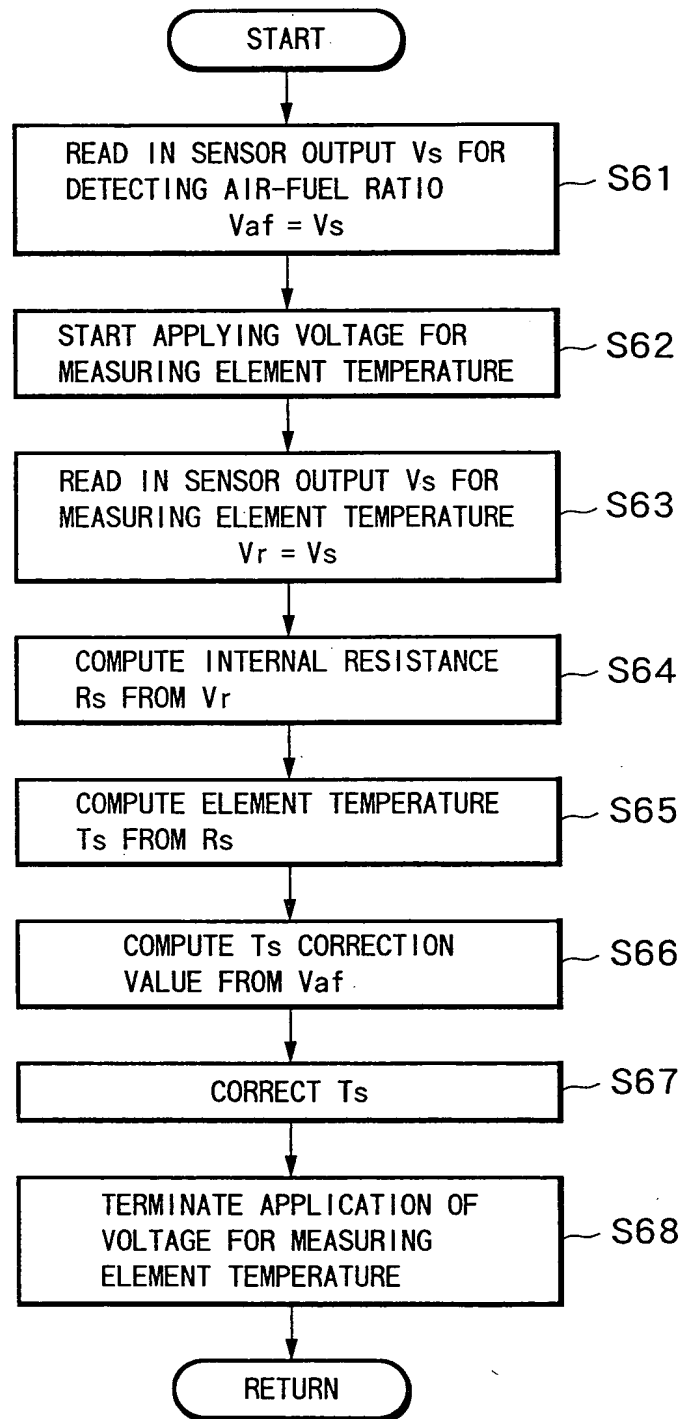 START
READ IN SENSOR OUTPUT Vs FOR
DETECTING AIR-FUEL RATIO
Vaf = Vs
S61
START APPLYING VOLTAGE FOR
MEASURING ELEMENT TEMPERATURE
S62
READ IN SENSOR OUTPUT Vs FOR
MEASURING ELEMENT TEMPERATURE
Vr = Vs
S63
COMPUTE INTERNAL RESISTANCE
Rs FROM Vr
S64
COMPUTE ELEMENT TEMPERATURE
Ts FROM Rs
S65
COMPUTE Ts CORRECTION
VALUE FROM Vaf
S66
CORRECT Ts
S67
TERMINATE APPLICATION OF
VOLTAGE FOR MEASURING
ELEMENT TEMPERATURE
S68
RETURN